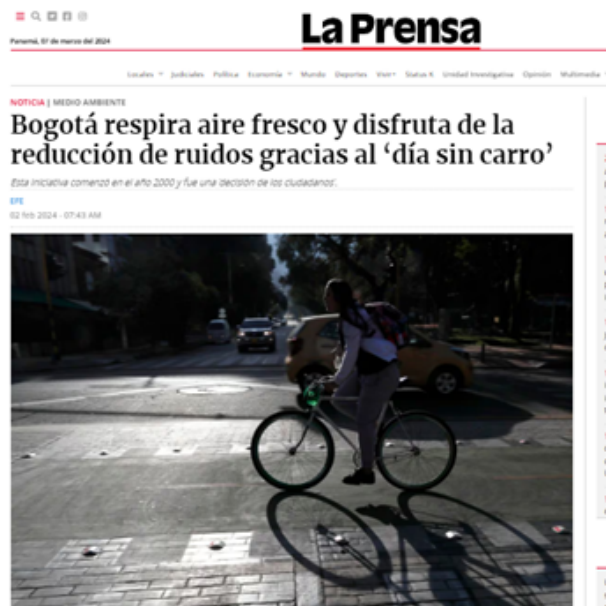 La Prensa
Panamá, 07 de marzo del 2024
Locales Judiciales Política Economía Mundo Deportes Vivir+ Status K Unidad Investigativa Opinión Multimedia
NOTICIA | MEDIO AMBIENTE
Bogotá respira aire fresco y disfruta de la
reducción de ruidos gracias al ‘día sin carro’
Esta iniciativa comenzó en el año 2000 y fue una 'decisión de los ciudadanos'.
EFE
02 feb 2024 - 07:43 AM